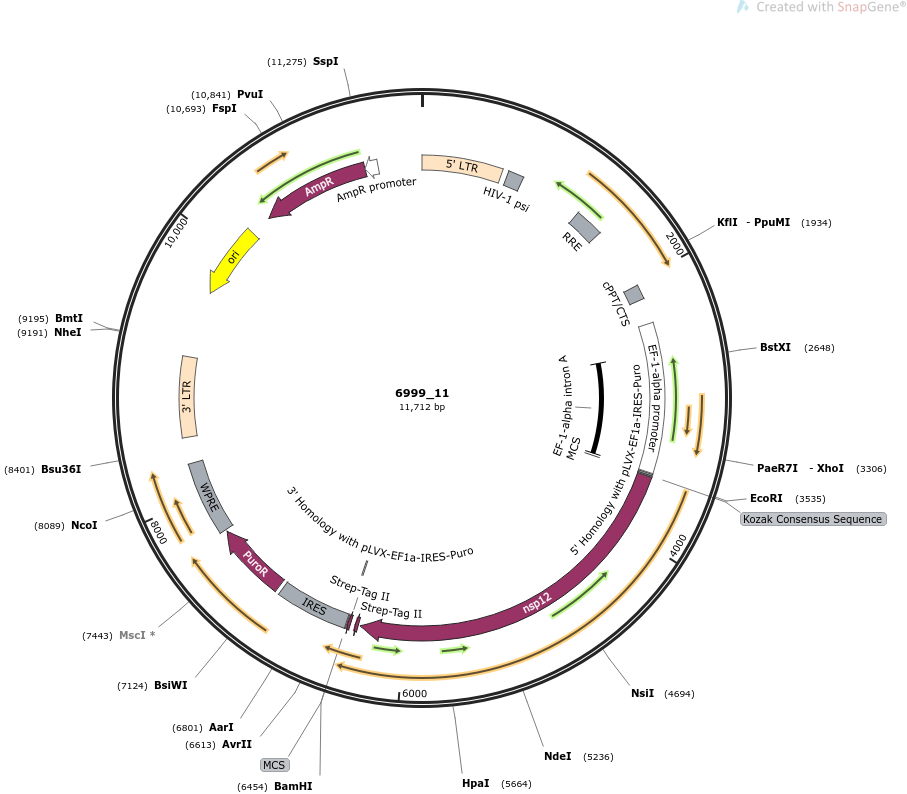 Created with SnapGene®
(11,275) SspI
(10,841) PvuI
(10,693) FspI
5' LTR
HIV-1 psi
AmpR
AmpR promoter
RRE
KflI - PpuMI (1934)
2000
10,000
ori
cPPT/CTS
(9195) BmtI
(9191) NheI
BstXI (2648)
EF-1-alpha promoter
EF-1-alpha intron A
MCS
3' LTR
6999_11
11,712 bp
5' Homology with pLVX-EF1a-IRES-Puro
(8401) Bsu36I
PaeR7I - XhoI (3306)
EcoRI (3535)
Kozak Consensus Sequence
WPRE
(8089) NcoI
8000
3' Homology with pLVX-EF1a-IRES-Puro
4000
PuroR
Strep-Tag II
IRES
Strep-Tag II
nsp12
(7443) MscI *
(7124) BsiWI
NsiI (4694)
6000
(6801) AarI
(6613) AvrII
NdeI (5236)
MCS
(6454) BamHI
HpaI (5664)